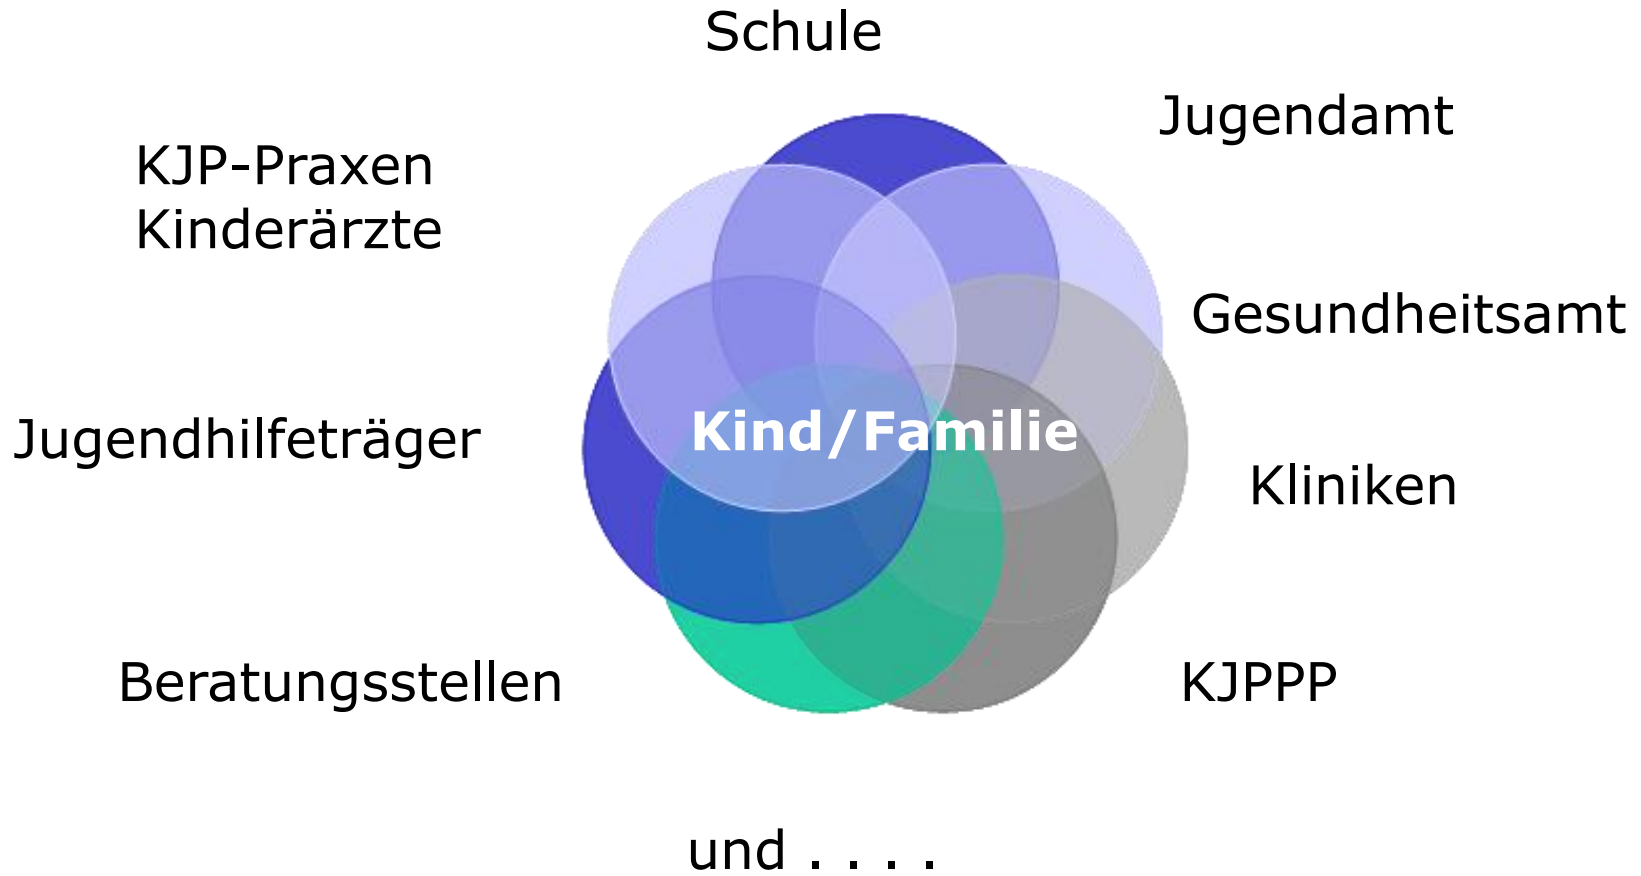 Schule
Jugendamt
KJP-Praxen
Kinderärzte
Gesundheitsamt
Jugendhilfeträger
Kind/Familie
Kliniken
Beratungsstellen
KJPPP
und . . . .